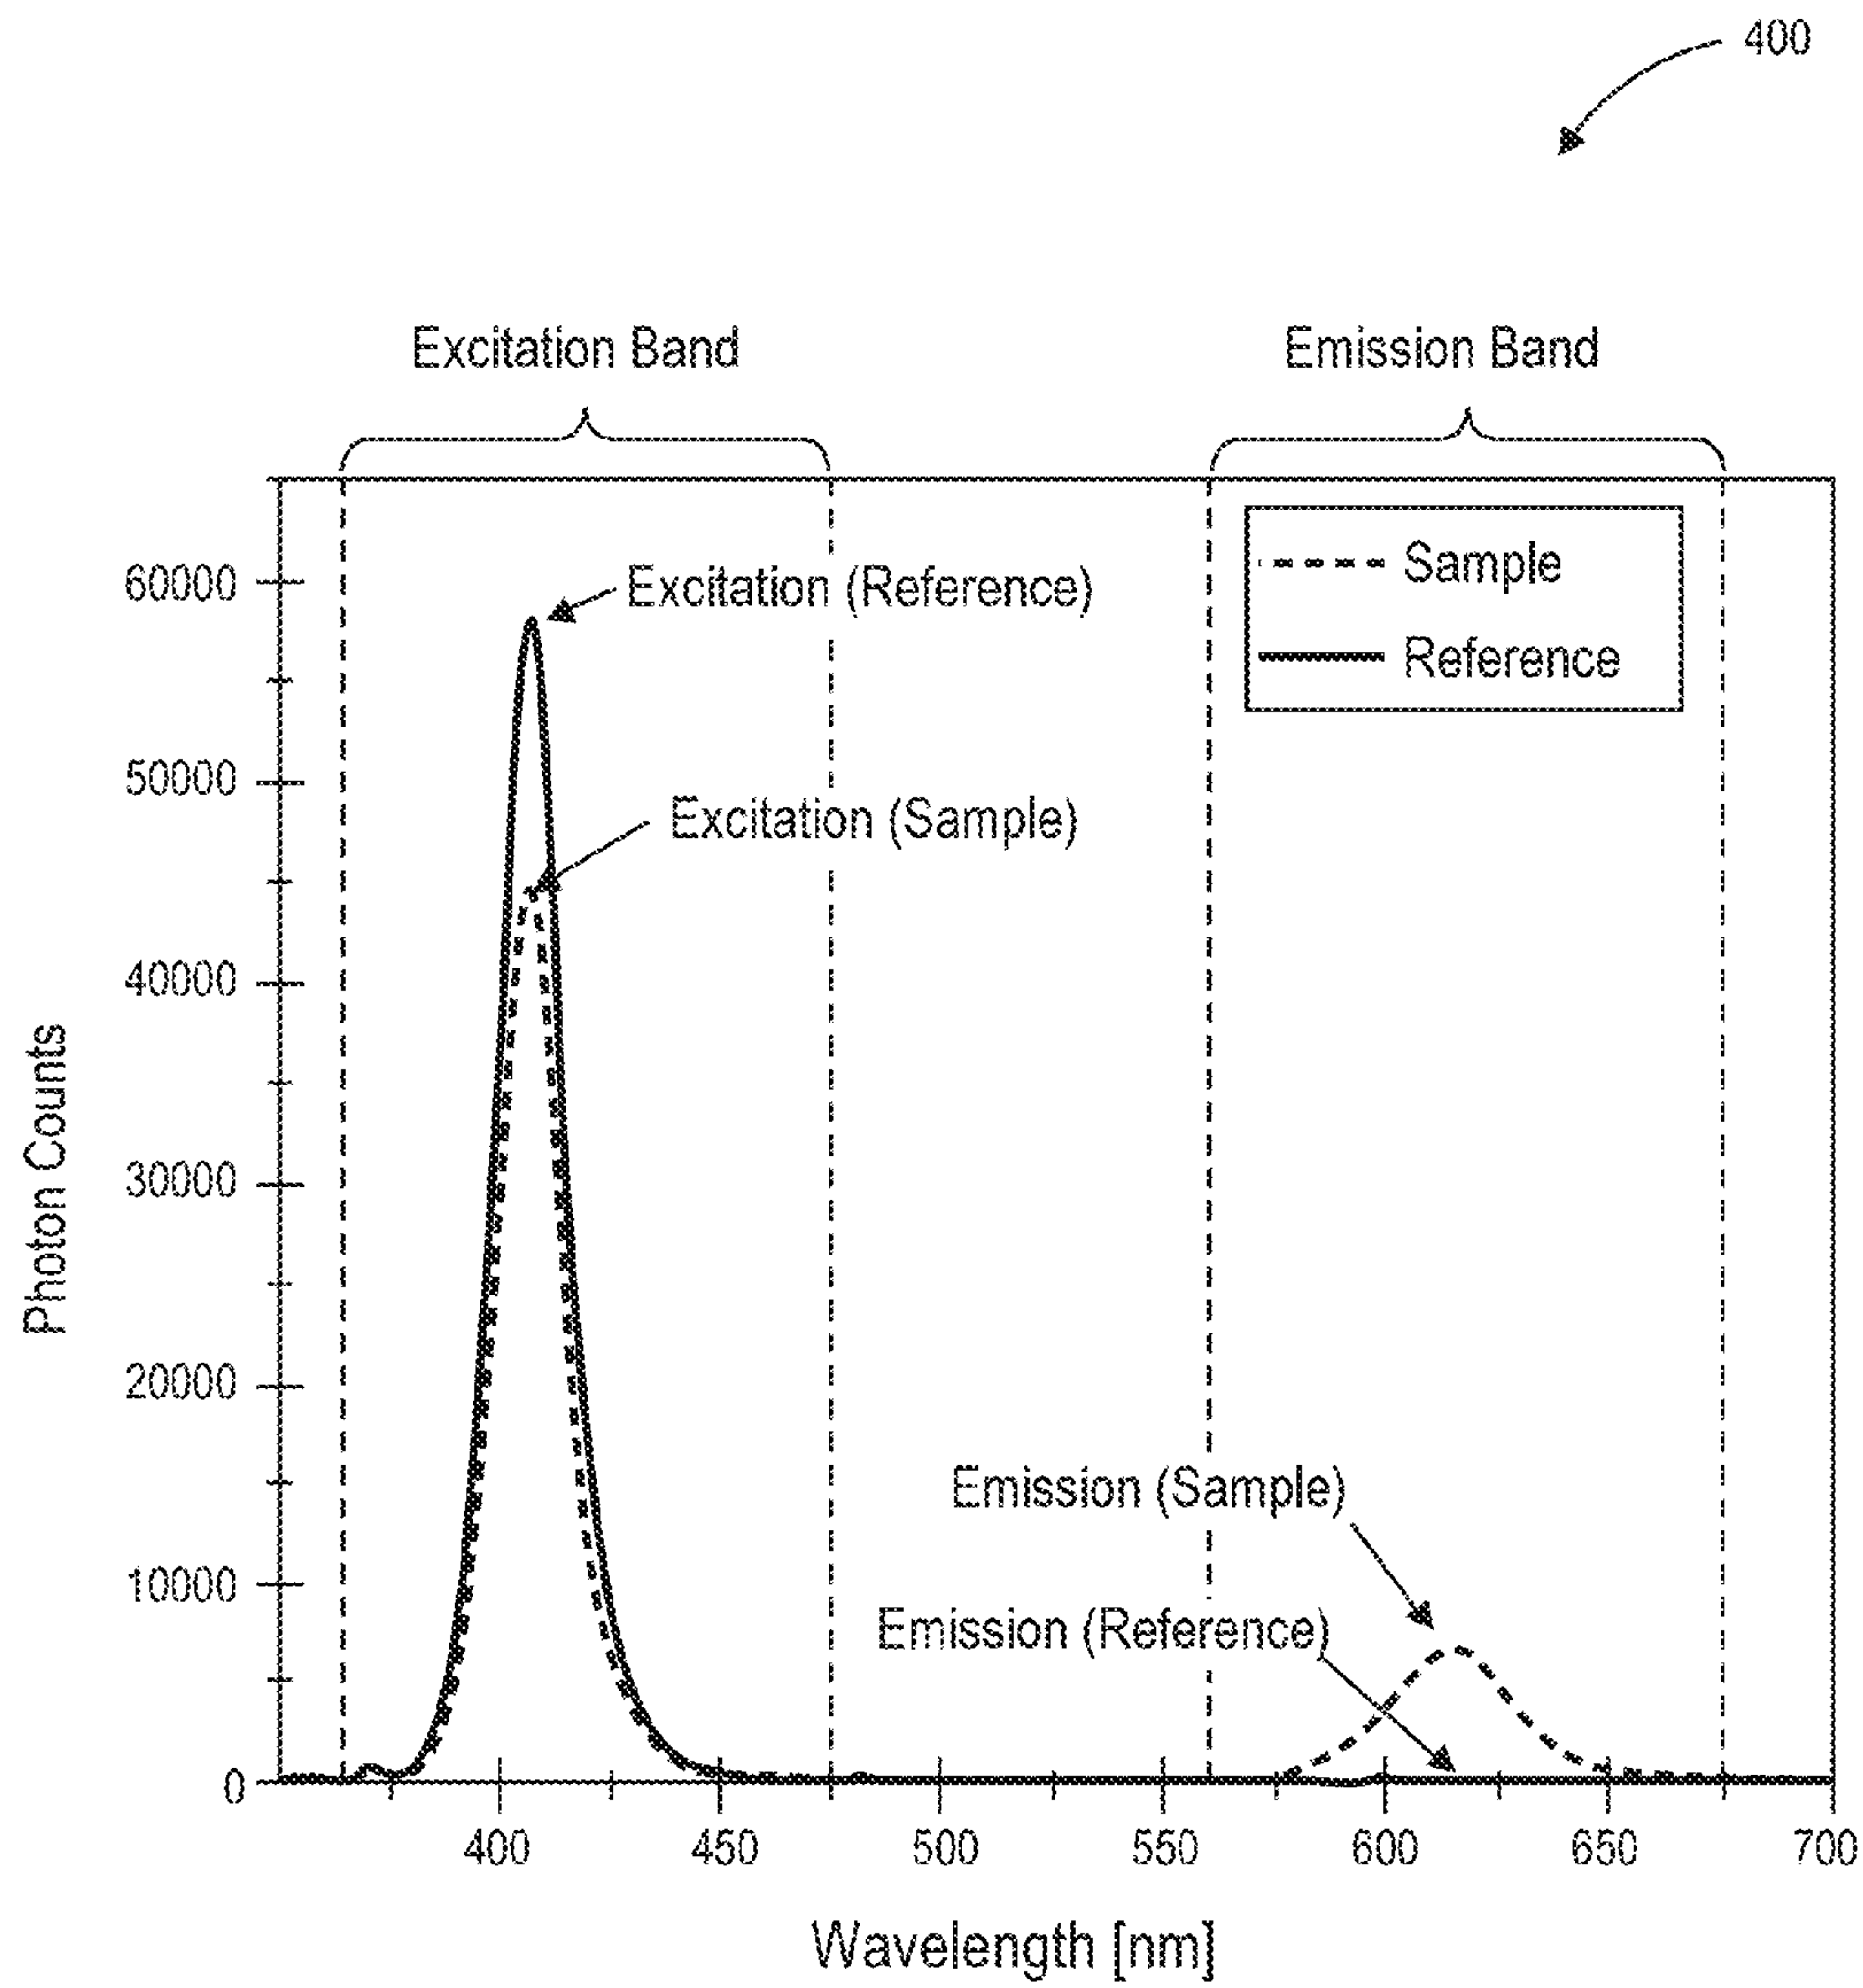 400
Excitation Band
Emission Band
Sample
Reference
Excitation (Reference)
Excitation (Sample)
Emission (Sample)
Emission (Reference)
Photon Counts
60000
50000
40000
30000
20000
10000
0
400 450 500 550 600 650 700
Wavelength [nm]